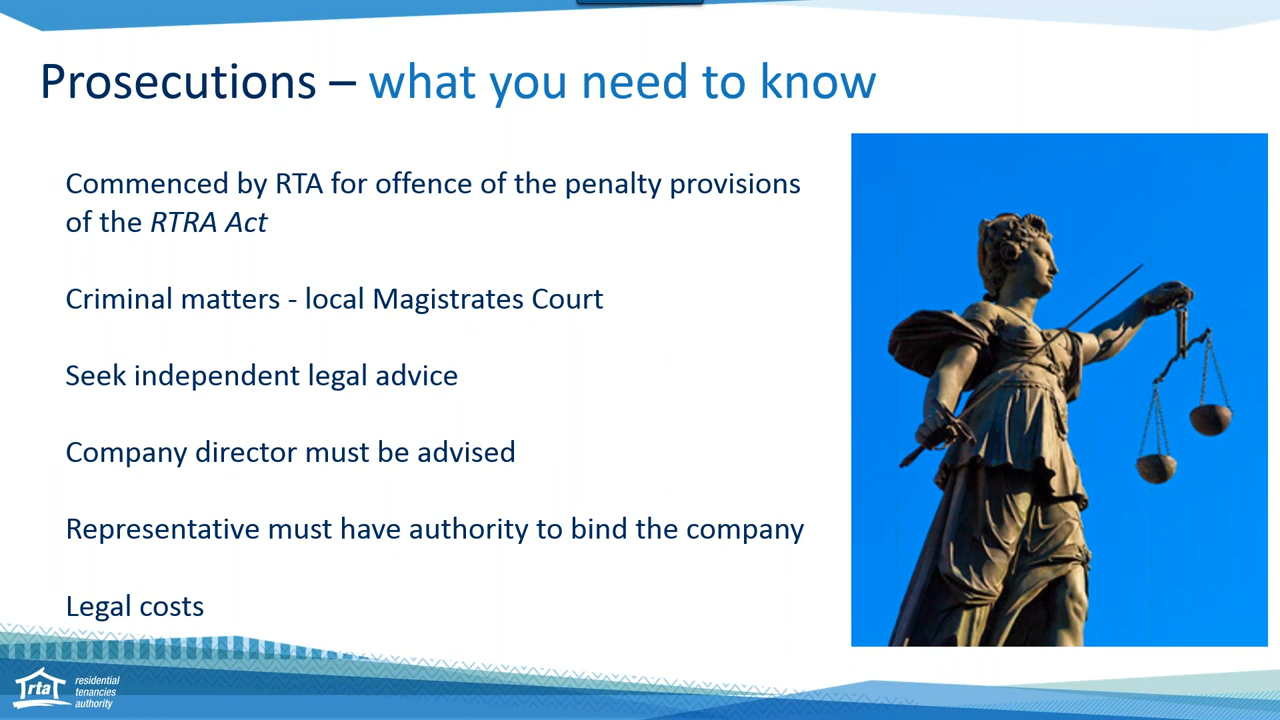 Prosecutions – what you need to know
Commenced by RTA for offence of the penalty provisions
of the RTRA Act
Criminal matters - local Magistrates Court
Seek independent legal advice
Company director must be advised
Representative must have authority to bind the company
Legal costs
rta
residential
tenancies
authority